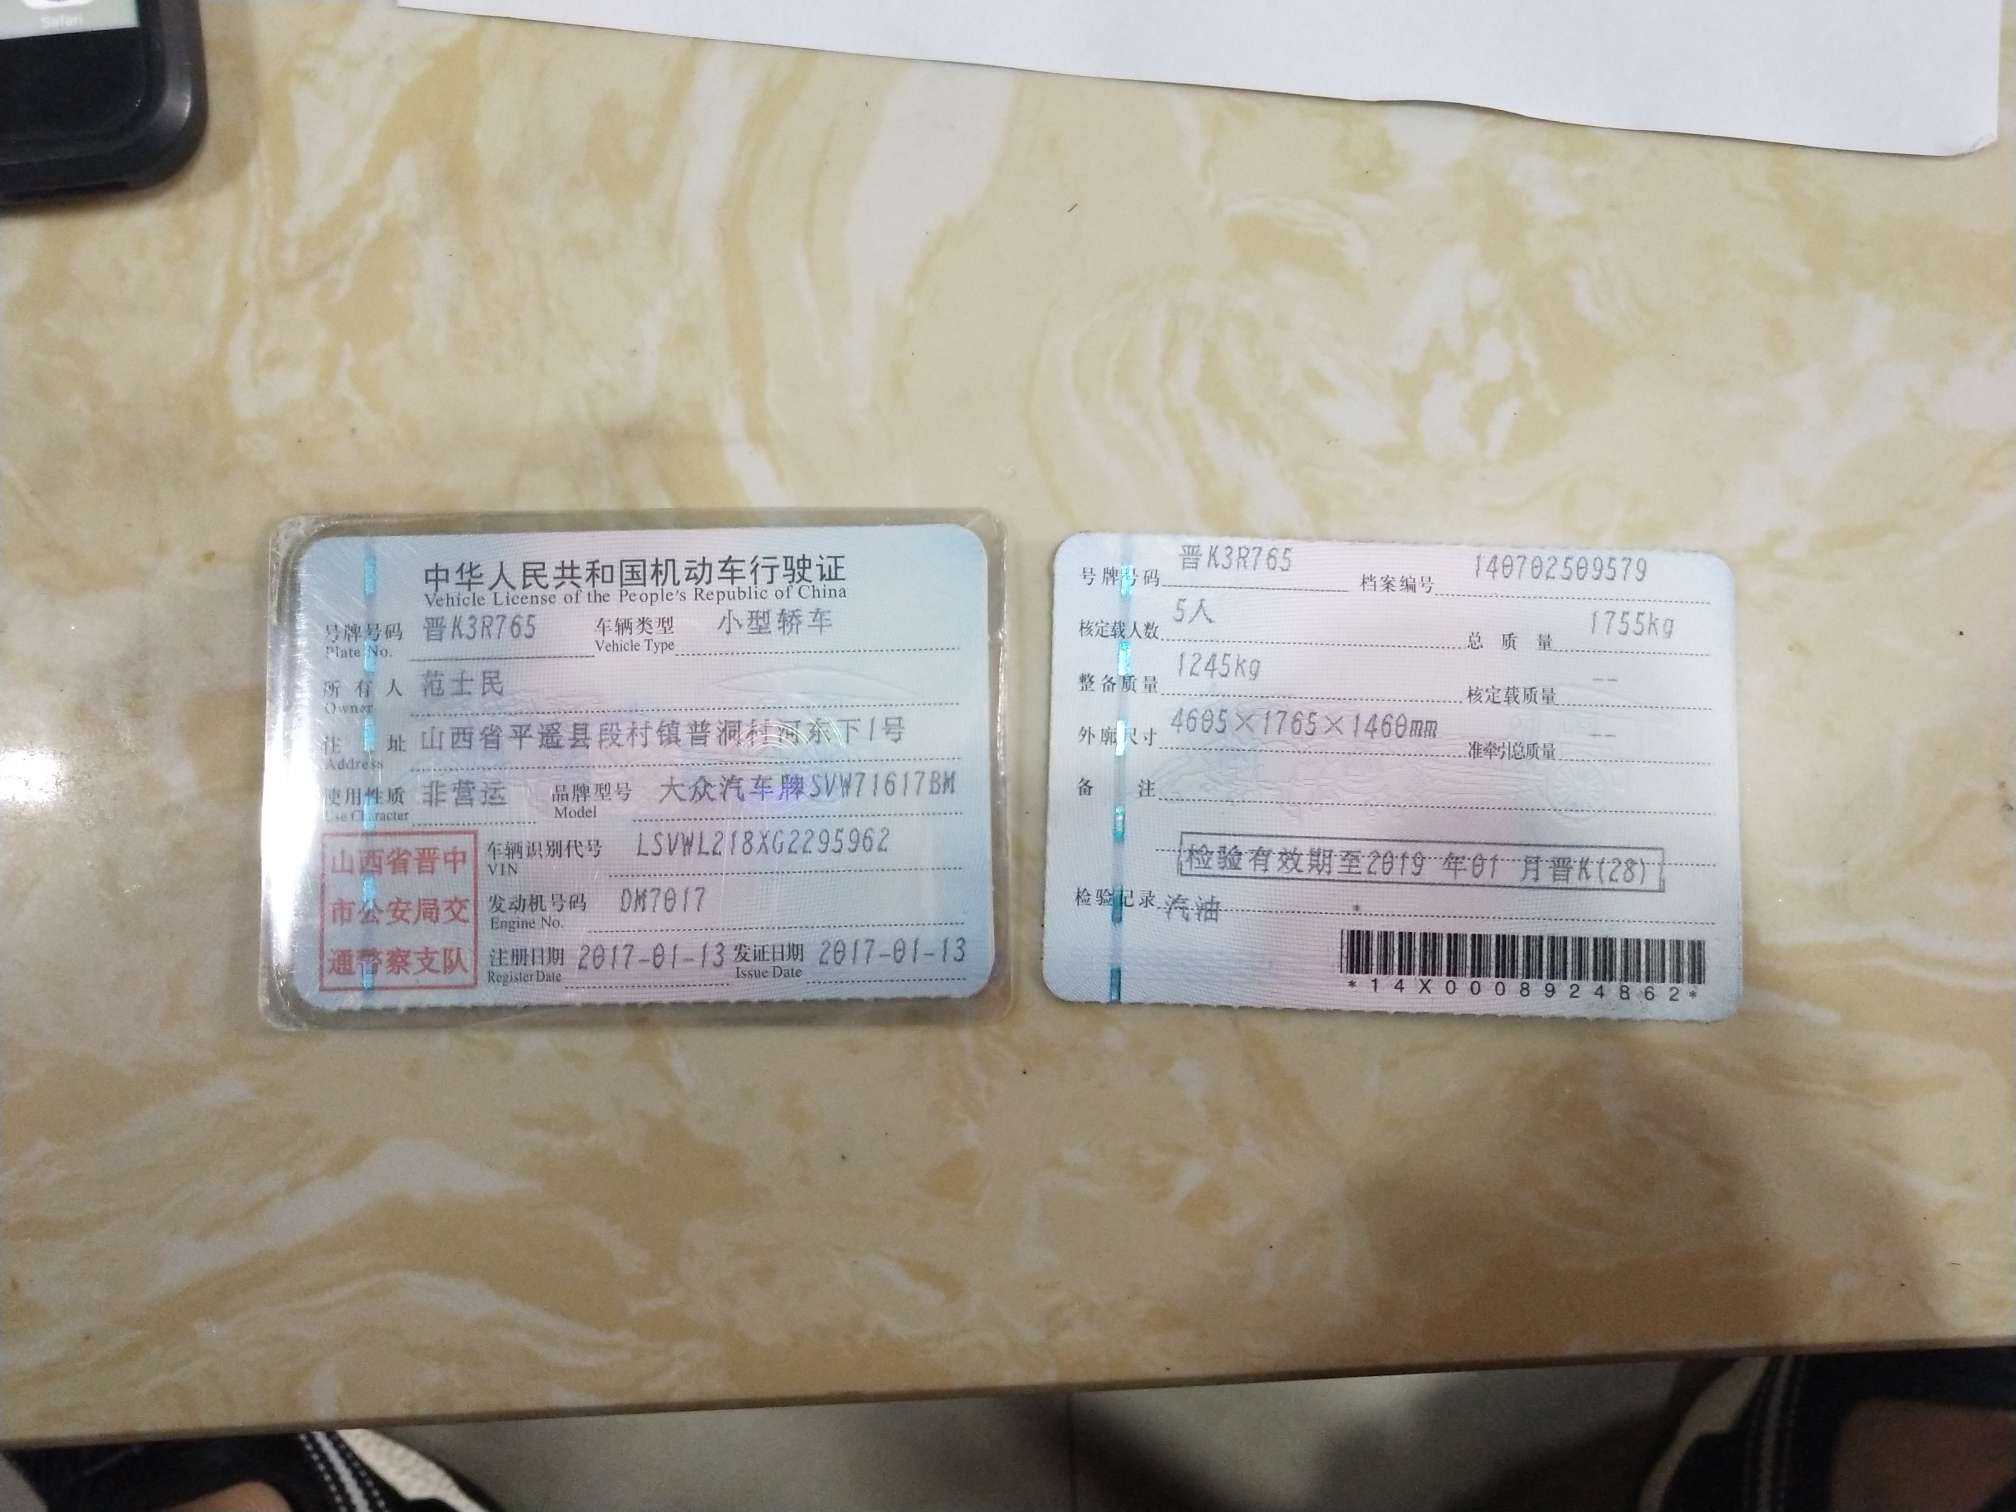 Safari
中华人民共和国机动车行驶证
Vehicle License of the People's Republic of China
号牌号码 晋K3R765 车辆类型 小型轿车
Plate No. Vehicle Type
所有人 范士民
Owner
住址 山西省平遥县段村镇普洞村河东下1号
Address
使用性质 非营运 品牌型号 大众汽车牌SVW71617BM
Use Character Model
车辆识别代号 LSVWL218XG2295962
VIN
发动机号码 DM7017
Engine No.
注册日期 2017-01-13 发证日期 2017-01-13
Register Date Issue Date
山西省晋中
市公安局交
通警察支队
号牌号码 晋K3R765 档案编号 140702509579
核定载人数 5人 总质量 1755kg
整备质量 1245kg 核定载质量 --
外廓尺寸 4605×1765×1460mm 准牵引总质量 --
备注
检验有效期至2019 年01 月晋K(28)
检验记录 汽油 *
*14X0008924862*